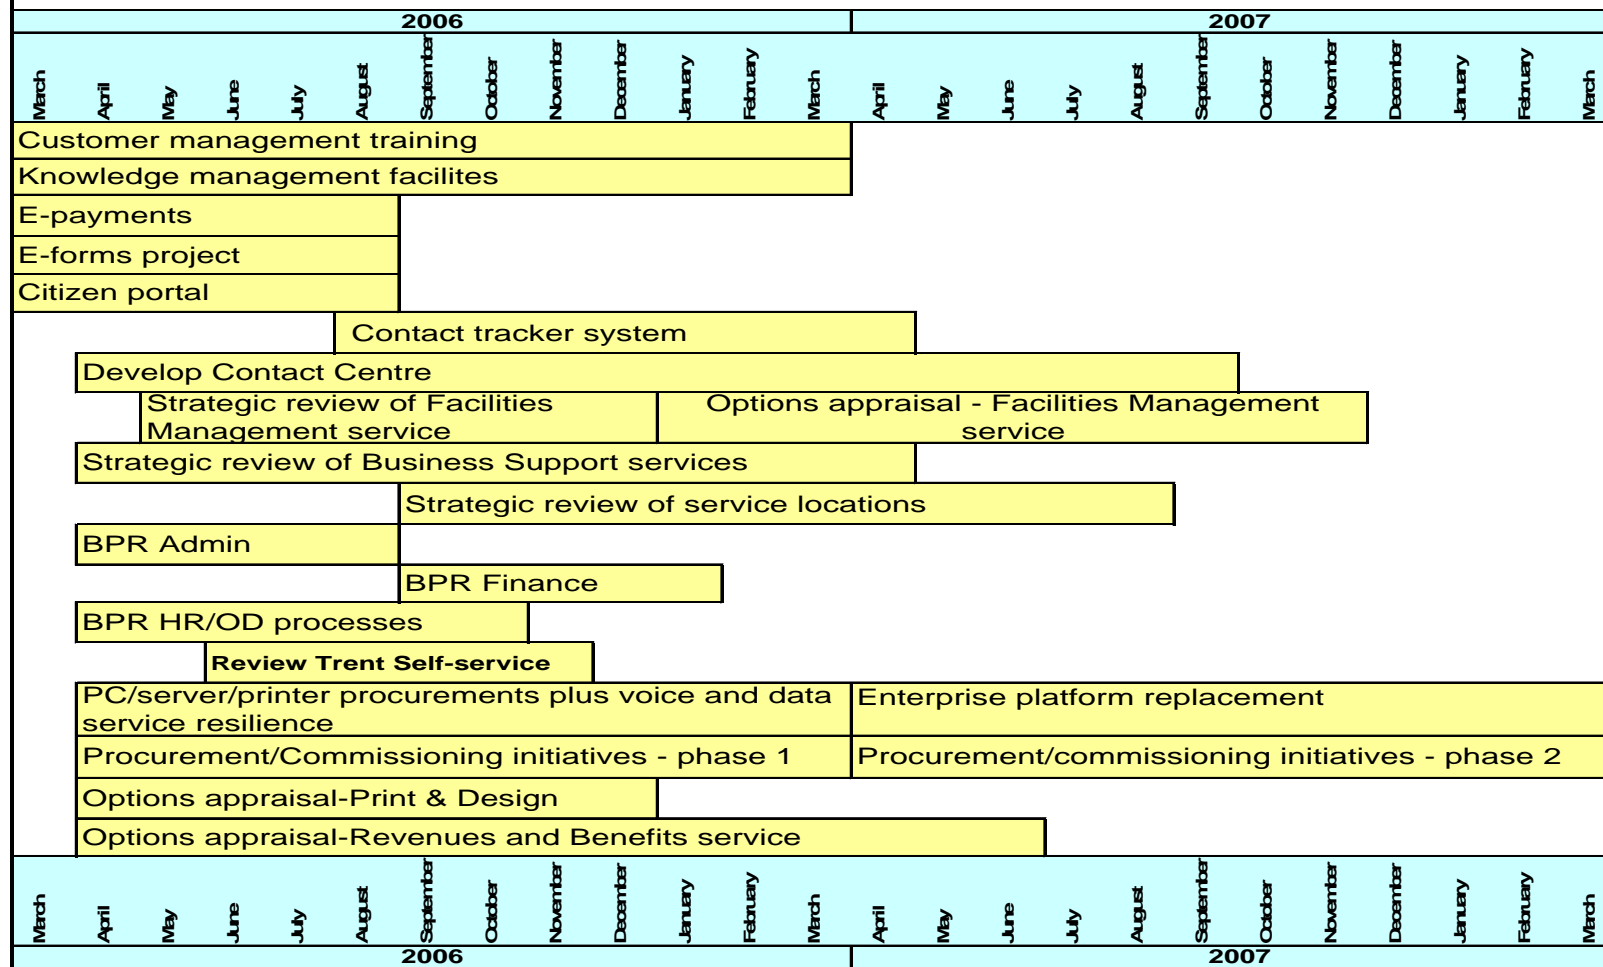 2006 2007
March April May June July August September October November December January February March April May June July August September October November December January February March
Customer management training
Knowledge management facilites
E-payments
E-forms project
Citizen portal
Contact tracker system
Develop Contact Centre
Strategic review of Facilities
Management service
Options appraisal - Facilities Management
service
Strategic review of Business Support services
Strategic review of service locations
BPR Admin
BPR Finance
BPR HR/OD processes
Review Trent Self-service
PC/server/printer procurements plus voice and data
service resilience
Enterprise platform replacement
Procurement/Commissioning initiatives - phase 1
Procurement/commissioning initiatives - phase 2
Options appraisal-Print & Design
Options appraisal-Revenues and Benefits service
March April May June July August September October November December January February March April May June July August September October November December January February March
2006 2007